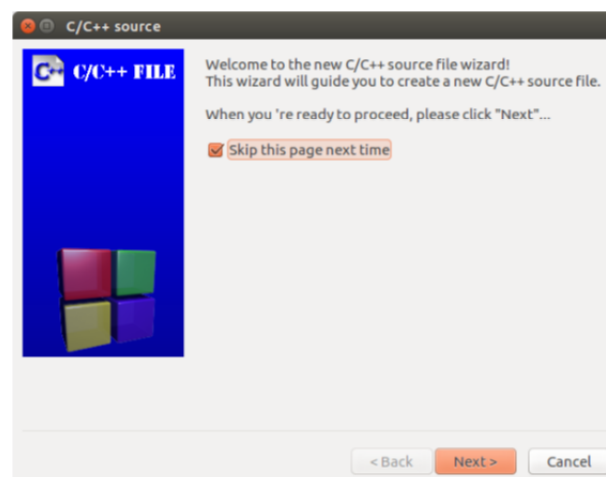 C/C++ source
C++ C/C++ FILE
Welcome to the new C/C++ source file wizard!
This wizard will guide you to create a new C/C++ source file.
When you 're ready to proceed, please click "Next"...
Skip this page next time
< Back Next > Cancel